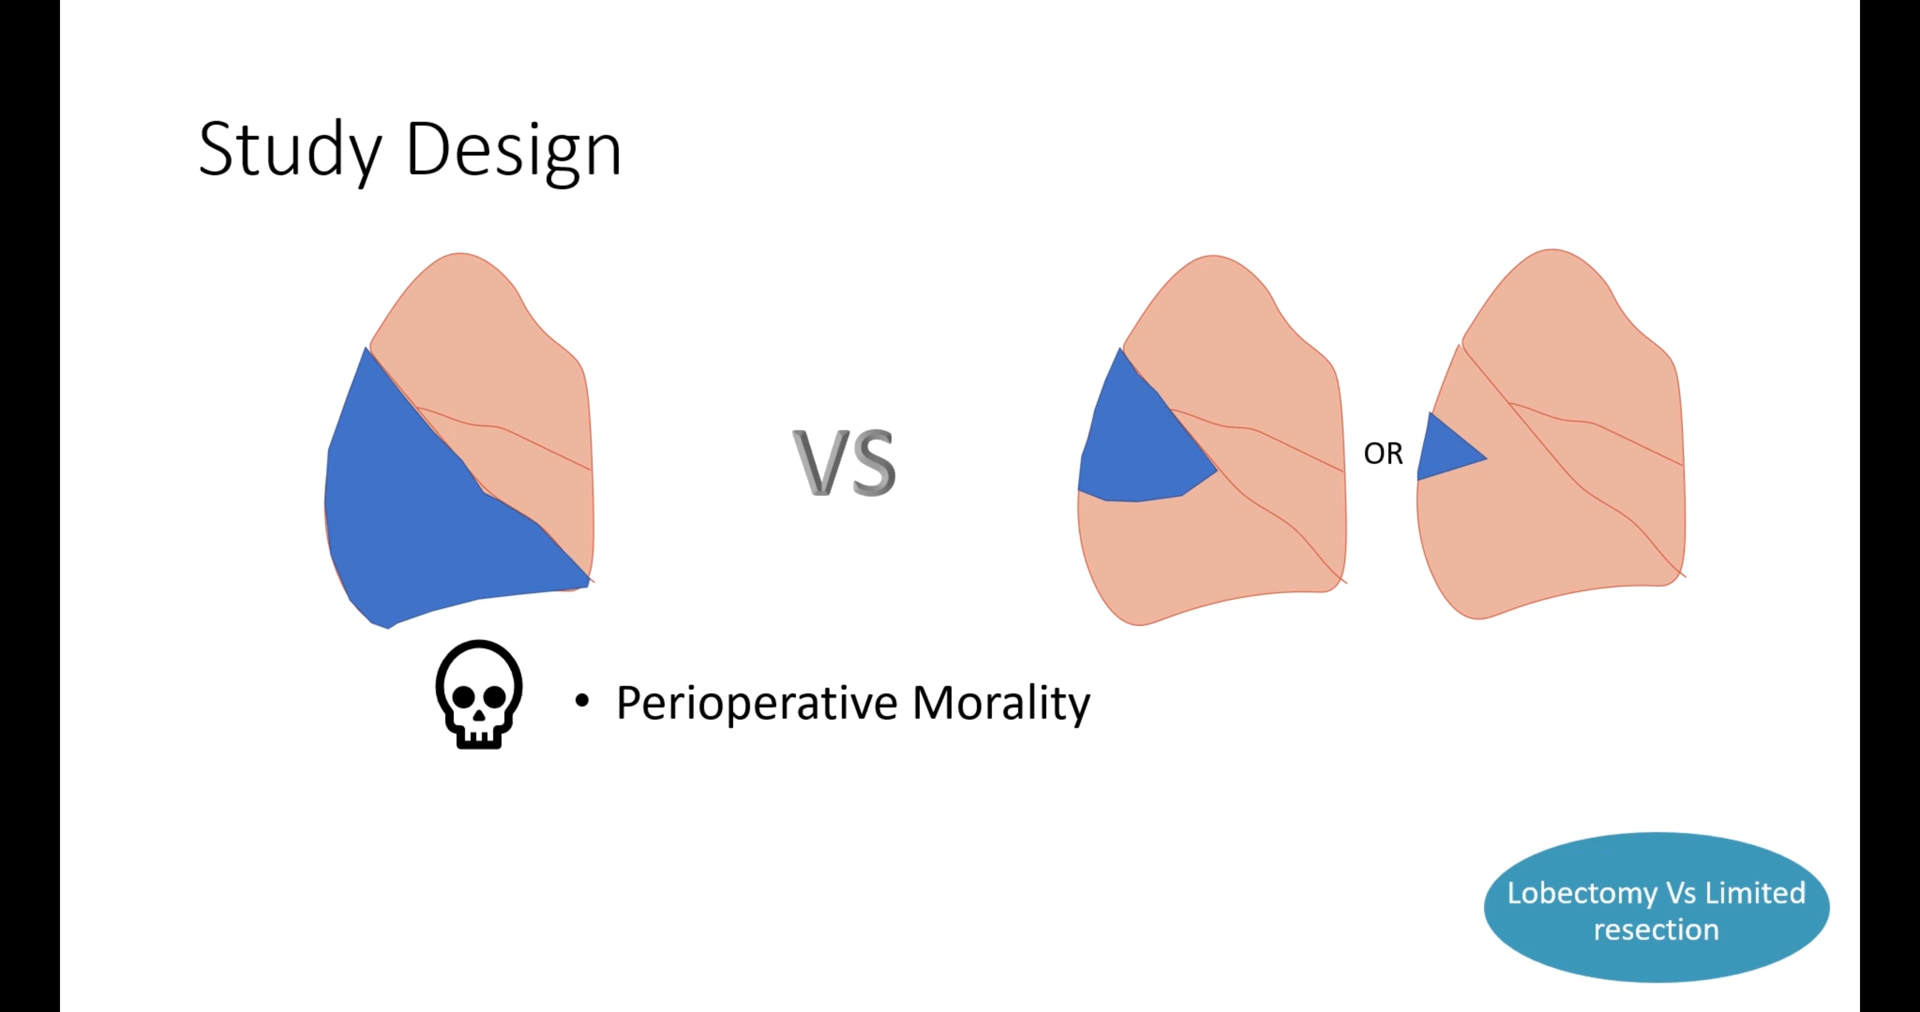 Study Design
VS
OR
• Perioperative Morality
Lobectomy Vs Limited
resection